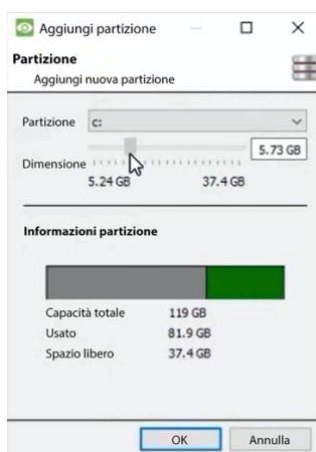 Aggiungi partizione
Partizione
Aggiungi nuova partizione
Partizione c:
5.73 GB
Dimensione
5.24 GB 37.4 GB
Informazioni partizione
Capacità totale 119 GB
Usato 81.9 GB
Spazio libero 37.4 GB
OK Annulla